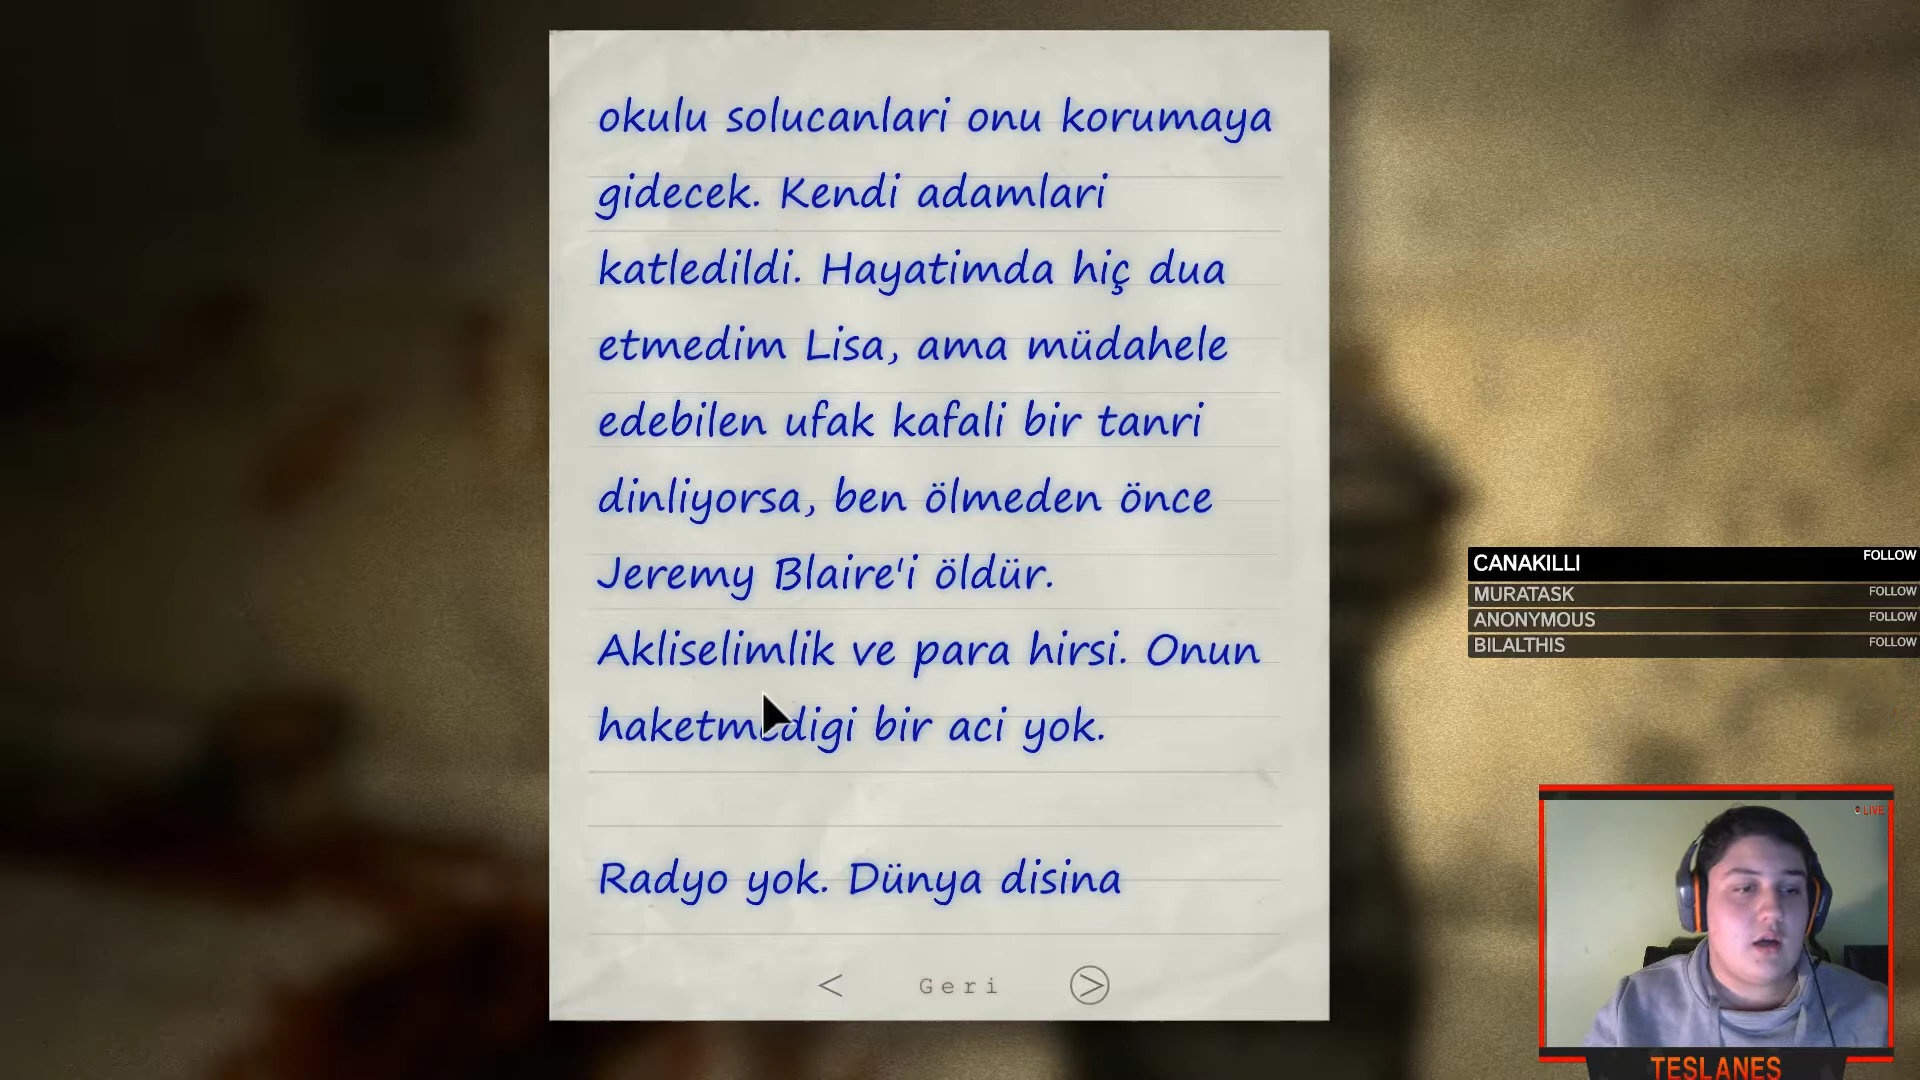 okulu solucanlari onu korumaya
gidecek. Kendi adamlari
katledildi. Hayatimda hiç dua
etmedim Lisa, ama müdahele
edebilen ufak kafali bir tanri
dinliyorsa, ben ölmeden önce
Jeremy Blaire'i öldür.
Akliselimlik ve para hirsi. Onun
haketmedigi bir aci yok.
Radyo yok. Dünya disina
< Geri >
CANAKILLI FOLLOW
MURATASK FOLLOW
ANONYMOUS FOLLOW
BILALTHIS FOLLOW
LIVE
TESLANES